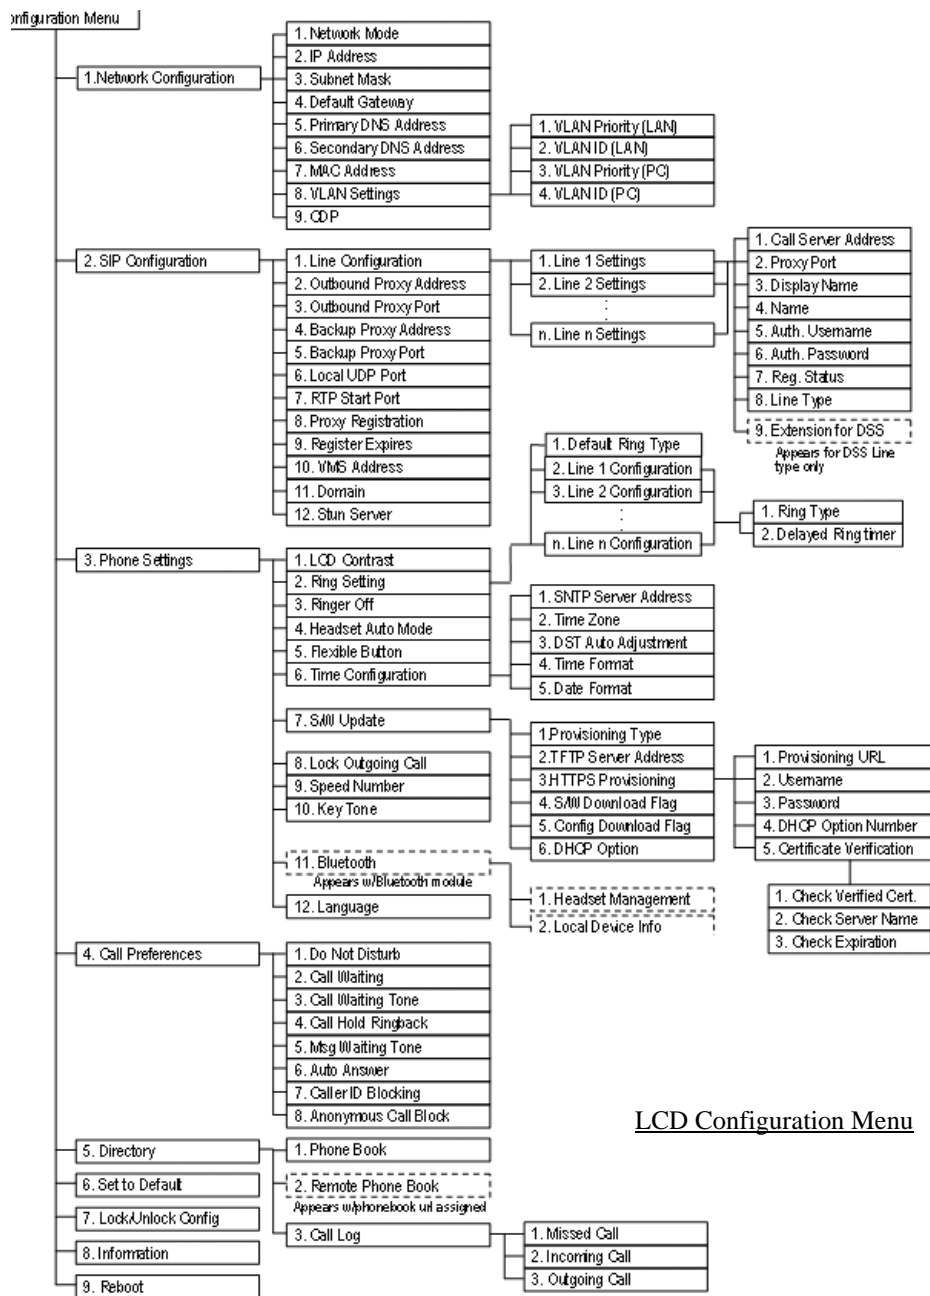 onfiguration Menu
1.Network Configuration
1. Network Mode
2. IP Address
3. Subnet Mask
4. Default Gateway
5. Primary DNS Address
6. Secondary DNS Address
7. MAC Address
8. VLAN Settings
9. CDP
1. VLAN Priority (LAN)
2. VLAN ID (LAN)
3. VLAN Priority (PC)
4. VLAN ID (PC)
2. SIP Configuration
1. Line Configuration
2. Outbound Proxy Address
3. Outbound Proxy Port
4. Backup Proxy Address
5. Backup Proxy Port
6. Local UDP Port
7. RTP Start Port
8. Proxy Registration
9. Register Expires
10. VMS Address
11. Domain
12. Stun Server
1. Line 1 Settings
2. Line 2 Settings
n. Line n Settings
1. Call Server Address
2. Proxy Port
3. Display Name
4. Name
5. Auth. Username
6. Auth. Password
7. Reg. Status
8. Line Type
9. Extension for DSS
Appears for DSS Line
type only
3. Phone Settings
1. LCD Contrast
2. Ring Setting
3. Ringer Off
4. Headset Auto Mode
5. Flexible Button
6. Time Configuration
7. S/W Update
8. Lock Outgoing Call
9. Speed Number
10. Key Tone
11. Bluetooth
Appears w/Bluetooth module
12. Language
1. Default Ring Type
2. Line 1 Configuration
3. Line 2 Configuration
n. Line n Configuration
1. Ring Type
2. Delayed Ring timer
1. SNTP Server Address
2. Time Zone
3. DST Auto Adjustment
4. Time Format
5. Date Format
1.Provisioning Type
2.TFTP Server Address
3.HTTPS Provisioning
4. S/W Download Flag
5. Config Download Flag
6. DHCP Option
1. Provisioning URL
2. Username
3. Password
4. DHCP Option Number
5. Certificate Verification
1. Check Verified Cert.
2. Check Server Name
3. Check Expiration
1. Headset Management
2. Local Device Info
4. Call Preferences
1. Do Not Disturb
2. Call Waiting
3. Call Waiting Tone
4. Call Hold Ringback
5. Msg Waiting Tone
6. Auto Answer
7. Caller ID Blocking
8. Anonymous Call Block
LCD Configuration Menu
5. Directory
1. Phone Book
2. Remote Phone Book
Appears w/phonebook url assigned
3. Call Log
1. Missed Call
2. Incoming Call
3. Outgoing Call
6. Set to Default
7. Lock/Unlock Config
8. Information
9. Reboot